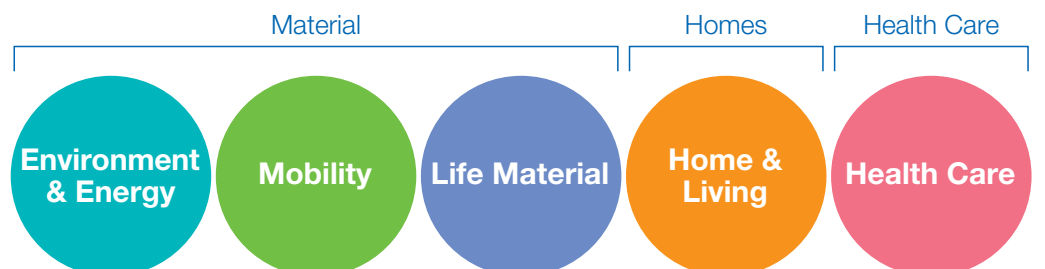 Material
Homes
Health Care
Environment
& Energy
Mobility
Life Material
Home &
Living
Health Care